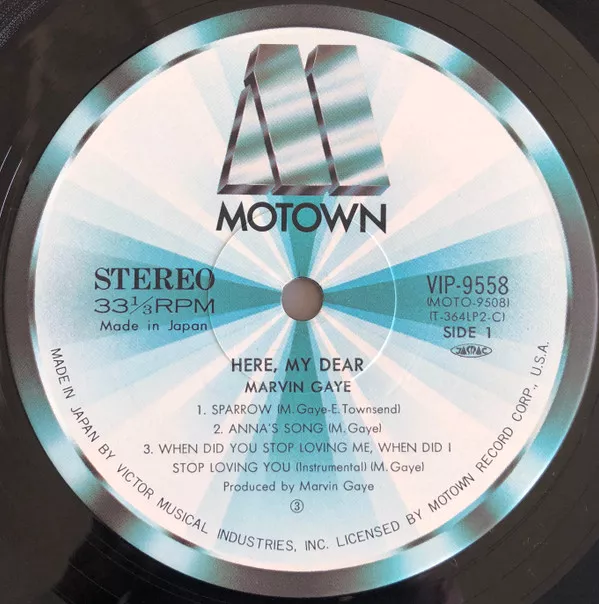 MOTOWN
STEREO
33⅓RPM
Made in Japan
VIP-9558
(MOTO-9508)
(T-364LP2-C)
SIDE 1
JASRAC
HERE, MY DEAR
MARVIN GAYE
1. SPARROW (M. Gaye-E. Townsend)
2. ANNA'S SONG (M. Gaye)
3. WHEN DID YOU STOP LOVING ME, WHEN DID I
STOP LOVING YOU (Instrumental) (M. Gaye)
Produced by Marvin Gaye
③
MADE IN JAPAN BY VICTOR MUSICAL INDUSTRIES, INC. LICENSED BY MOTOWN RECORD CORP., U.S.A.